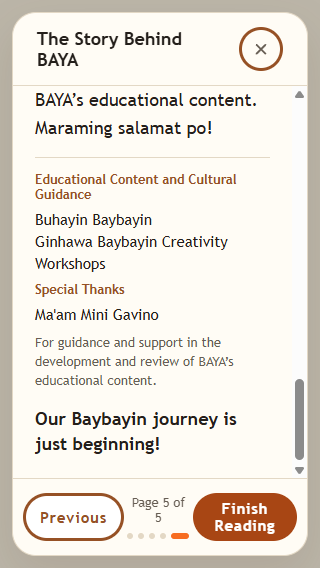 The Story Behind
BAYA
BAYA's educational content.
Maraming salamat po!
Educational Content and Cultural
Guidance
Buhayin Baybayin
Ginhawa Baybayin Creativity
Workshops
Special Thanks
Ma'am Mini Gavino
For guidance and support in the
development and review of BAYA's
educational content.
Our Baybayin journey is
just beginning!
Previous
Page 5 of
5
Finish
Reading